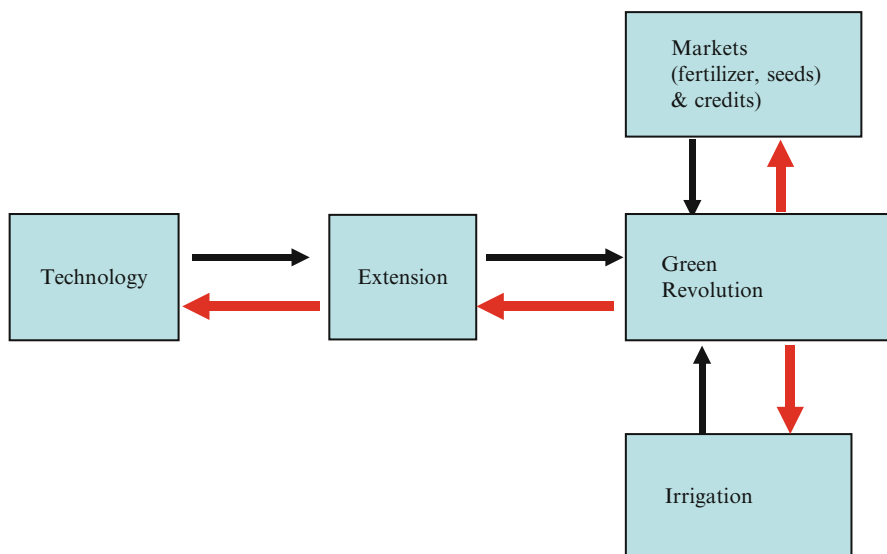 Markets
(fertilizer, seeds)
& credits)
Technology
Extension
Green
Revolution
Irrigation